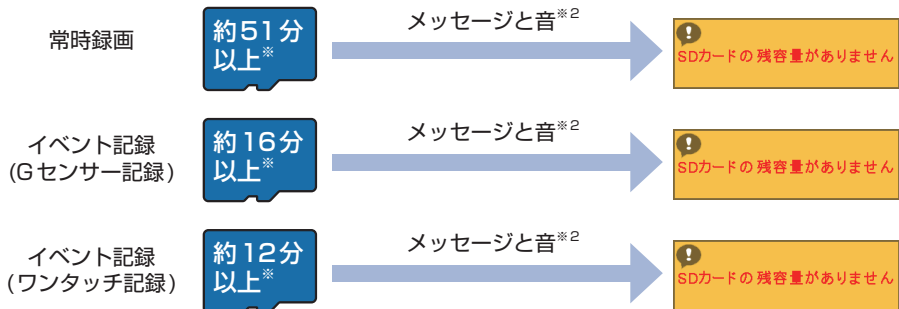 常時録画
約51分
以上※
メッセージと音※2
SDカードの残容量がありません
イベント記録
(Gセンサー記録)
約16分
以上※
メッセージと音※2
SDカードの残容量がありません
イベント記録
(ワンタッチ記録)
約12分
以上※
メッセージと音※2
SDカードの残容量がありません